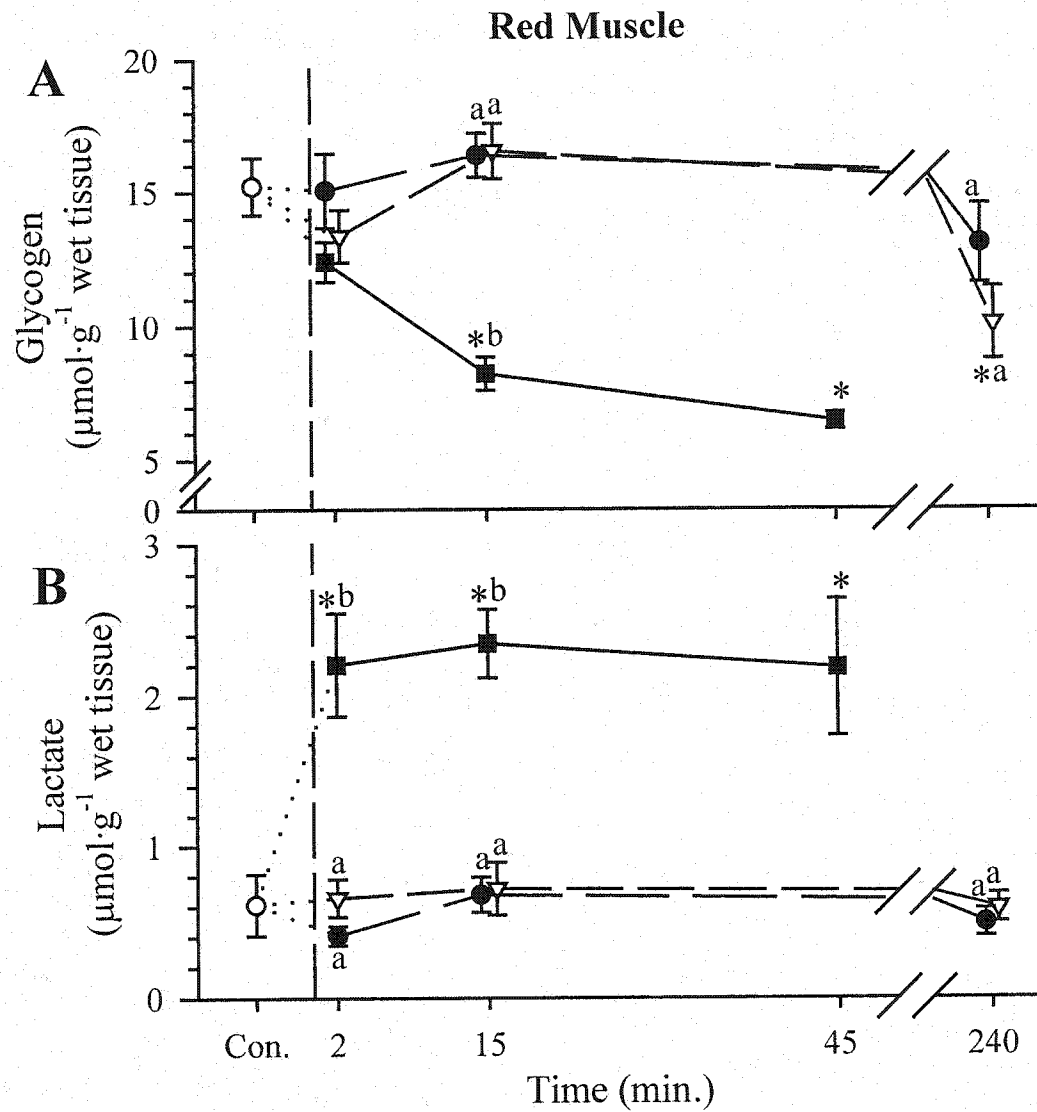 Red Muscle
A
Glycogen
(μmol·g⁻¹ wet tissue)
20
15
10
5
0
a a
*b
*
a
*a
B
Lactate
(μmol·g⁻¹ wet tissue)
3
2
1
0
*b
*b
*
a
a
a a
a a
Con. 2 15 45 240
Time (min.)